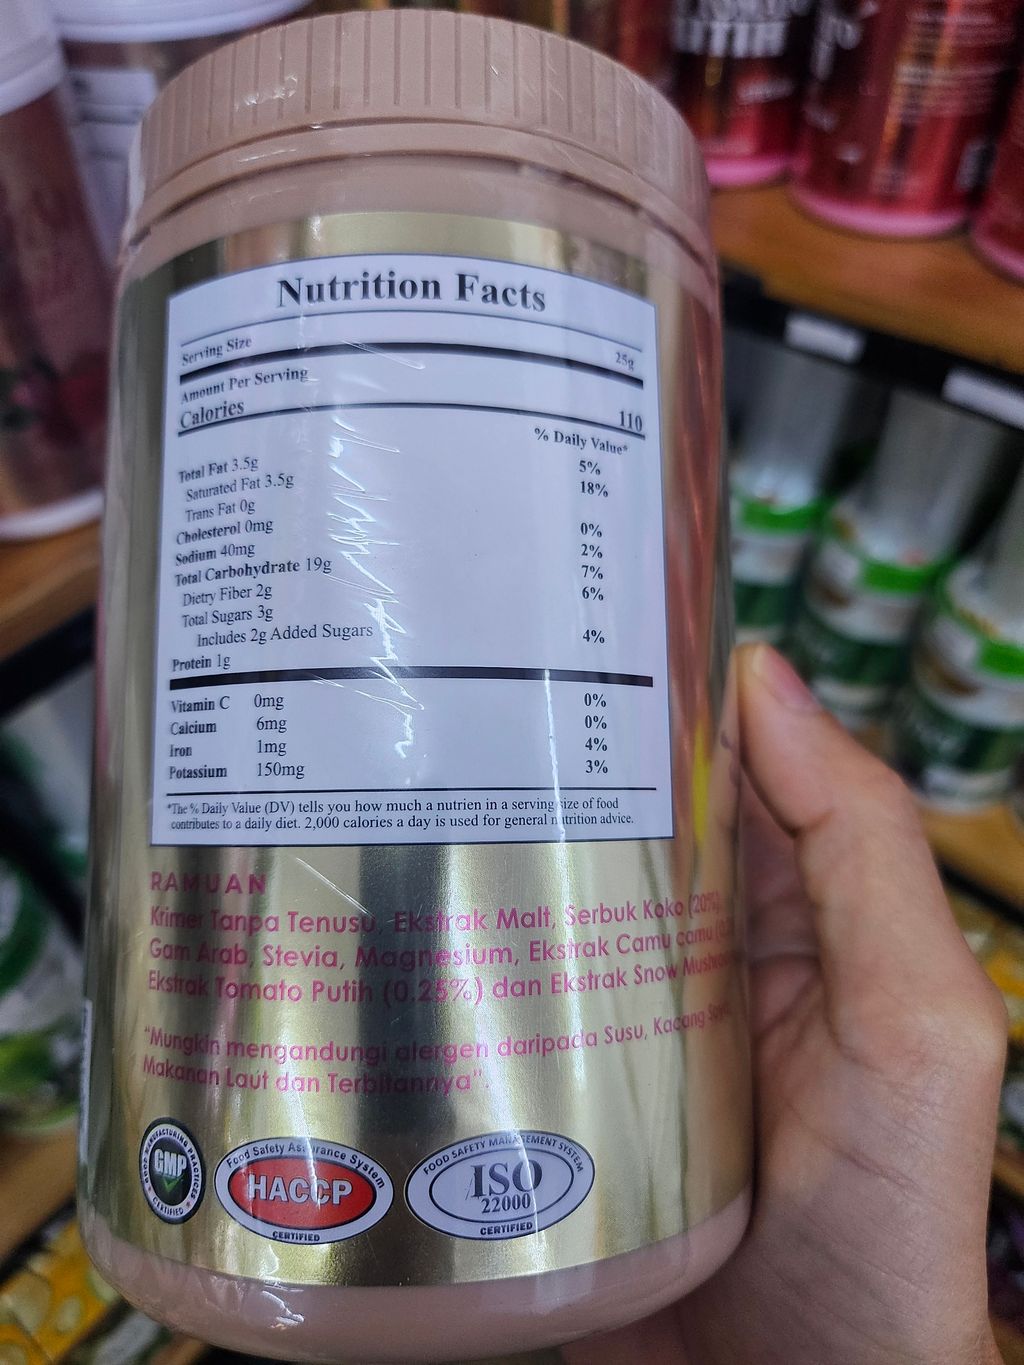 Nutrition Facts
Serving Size 25g
Amount Per Serving
Calories 110
% Daily Value*
Total Fat 3.5g 5%
Saturated Fat 3.5g 18%
Trans Fat 0g
Cholesterol 0mg 0%
Sodium 40mg 2%
Total Carbohydrate 19g 7%
Dietry Fiber 2g 6%
Total Sugars 3g
Includes 2g Added Sugars 4%
Protein 1g
Vitamin C 0mg 0%
Calcium 6mg 0%
Iron 1mg 4%
Potassium 150mg 3%
*The % Daily Value (DV) tells you how much a nutrien in a serving size of food
contributes to a daily diet. 2,000 calories a day is used for general nutrition advice.
RAMUAN
Krimer Tanpa Tenusu, Ekstrak Malt, Serbuk Koko (20%),
Gam Arab, Stevia, Magnesium, Ekstrak Camu camu
Ekstrak Tomato Putih (0.25%) dan Ekstrak Snow
"Mungkin mengandungi alergen daripada Susu, Kacang
Makanan Laut dan Terbitannya".
GOOD MANUFACTURING PRACTICES
GMP
CERTIFIED
Food Safety Assurance System
HACCP
CERTIFIED
FOOD SAFETY MANAGEMENT SYSTEM
ISO
22000
CERTIFIED